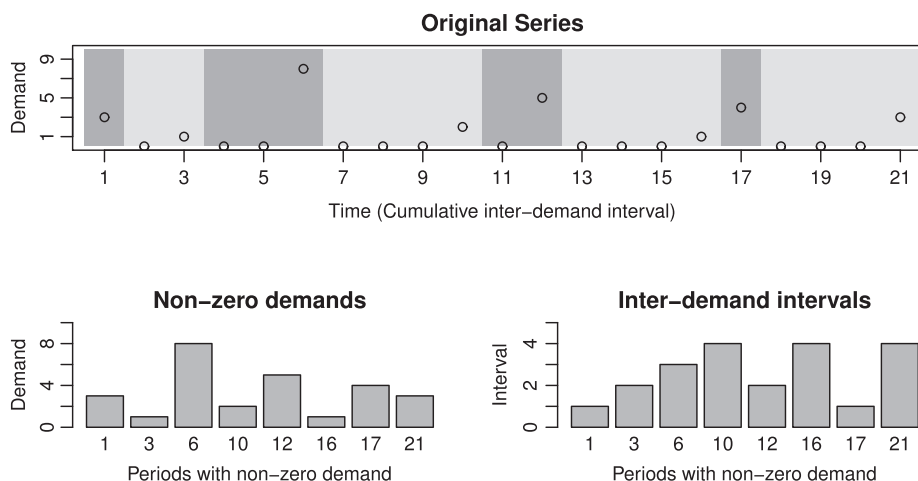 Original Series
Demand
9
5
1
1 3 5 7 9 11 13 15 17 19 21
Time (Cumulative inter−demand interval)
Non−zero demands
Demand
8
4
0
1 3 6 10 12 16 17 21
Periods with non−zero demand
Inter−demand intervals
Interval
4
2
0
1 3 6 10 12 16 17 21
Periods with non−zero demand